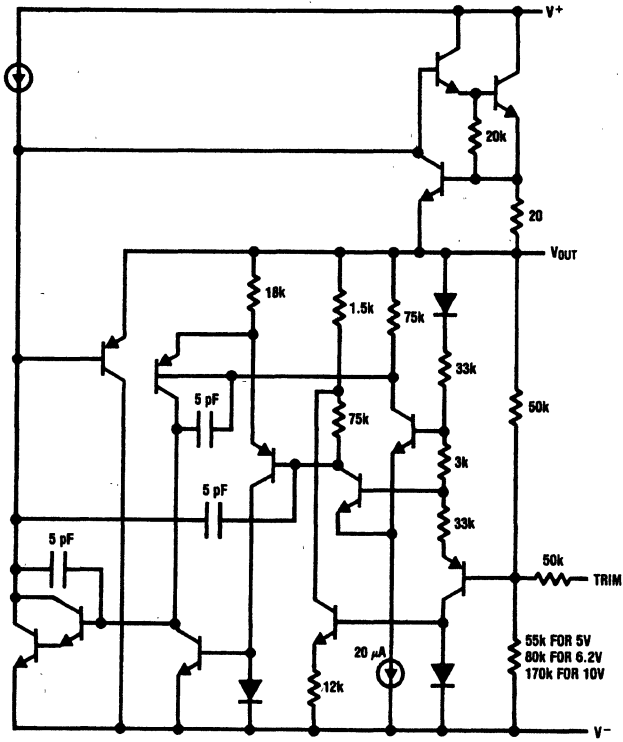 V+
20k
20
VOUT
18k
1.5k
75k
33k
5 pF
75k
50k
3k
5 pF
33k
5 pF
50k
TRIM
55k FOR 5V
80k FOR 6.2V
170k FOR 10V
20 μA
12k
V−